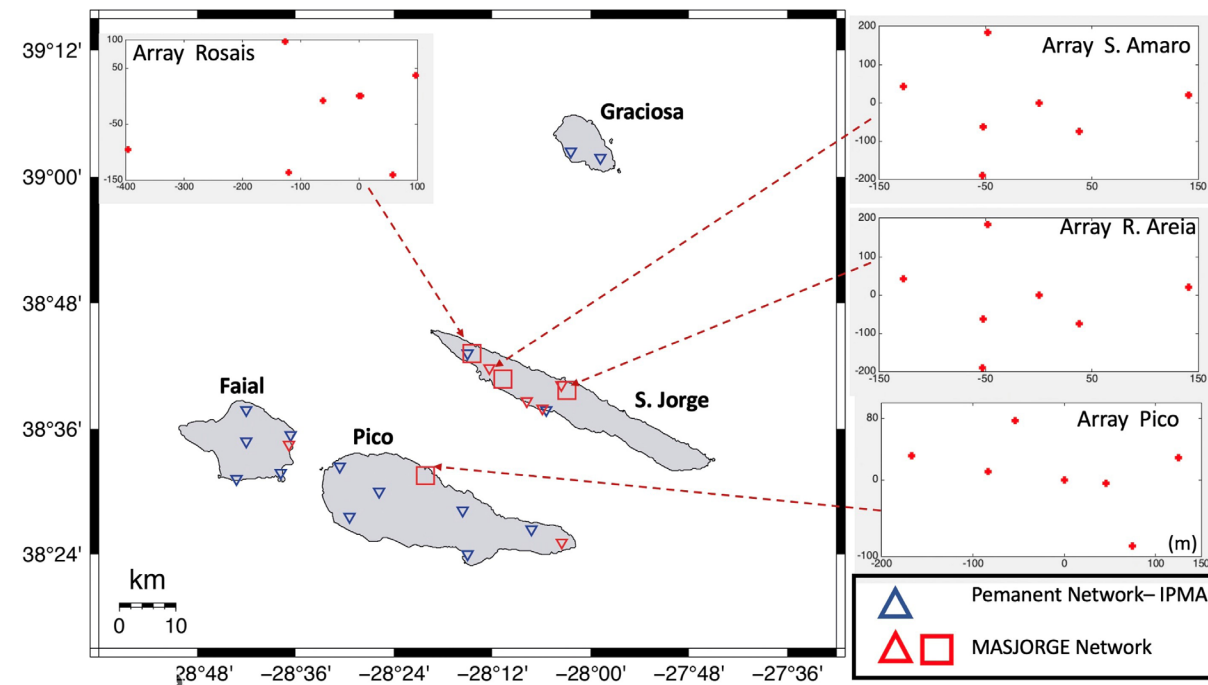 Array Rosais
100
50
-50
-150
-400
-300
-200
-100
0
100
39°12'
39°00'
38°48'
38°36'
38°24'
Graciosa
Faial
Pico
S. Jorge
km
0 10
−28°48' −28°36' −28°24' −28°12' −28°00' −27°48' −27°36'
Array S. Amaro
200
100
0
-100
-200
-150 -50 50 150
Array R. Areia
200
100
0
-100
-200
-150 -50 50 150
Array Pico
80
0
-100
-200 -100 0 100 150
(m)
Pemanent Network– IPMA
MASJORGE Network